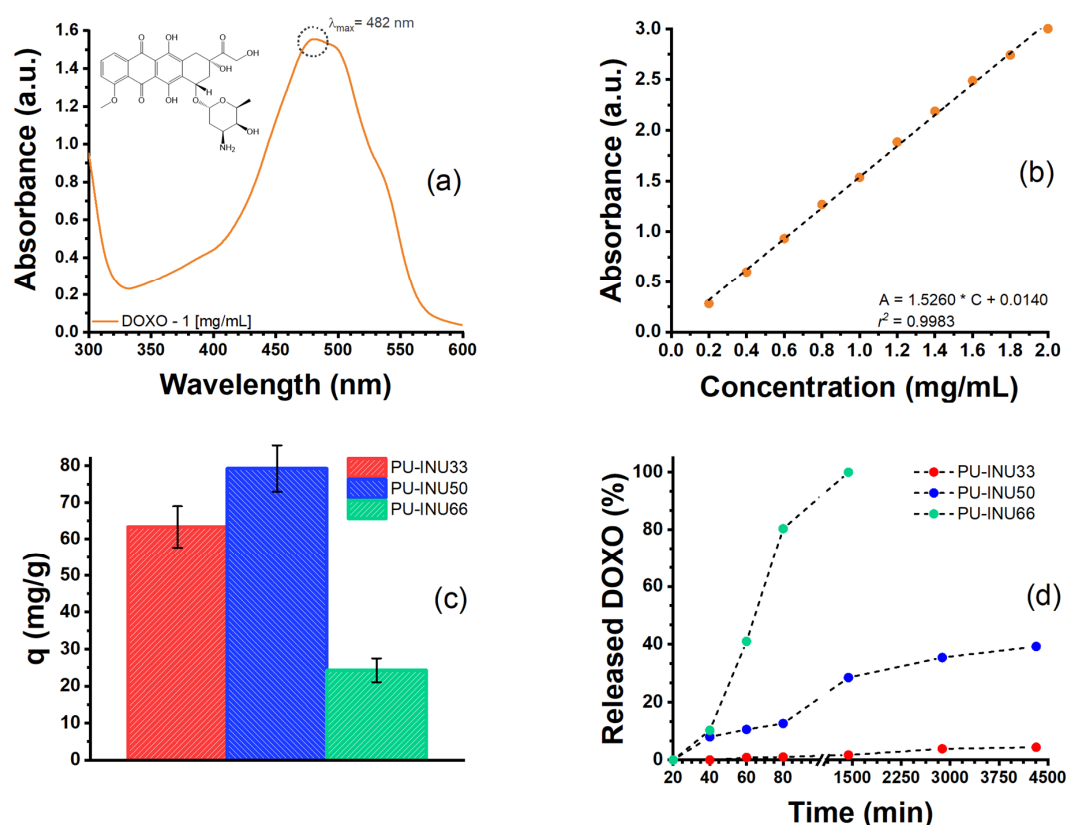 λmax= 482 nm
1.6
1.4
1.2
1.0
0.8
0.6
0.4
0.2
0.0
Absorbance (a.u.)
O
OH
O
OH
OH
O
O
OH
O
O
OH
NH₂
H
(a)
DOXO - 1 [mg/mL]
300
400
500
600
Wavelength (nm)
3.0
2.5
2.0
1.5
1.0
0.5
0.0
Absorbance (a.u.)
(b)
A = 1.5260 * C + 0.0140
r² = 0.9983
0.0 0.2 0.4 0.6 0.8 1.0 1.2 1.4 1.6 1.8 2.0
Concentration (mg/mL)
80
70
60
50
40
30
20
10
0
q (mg/g)
PU-INU33
PU-INU50
PU-INU66
(c)
100
80
60
40
20
0
Released DOXO (%)
PU-INU33
PU-INU50
PU-INU66
(d)
20 40 60 80 1500 2250 3000 3750 4500
Time (min)